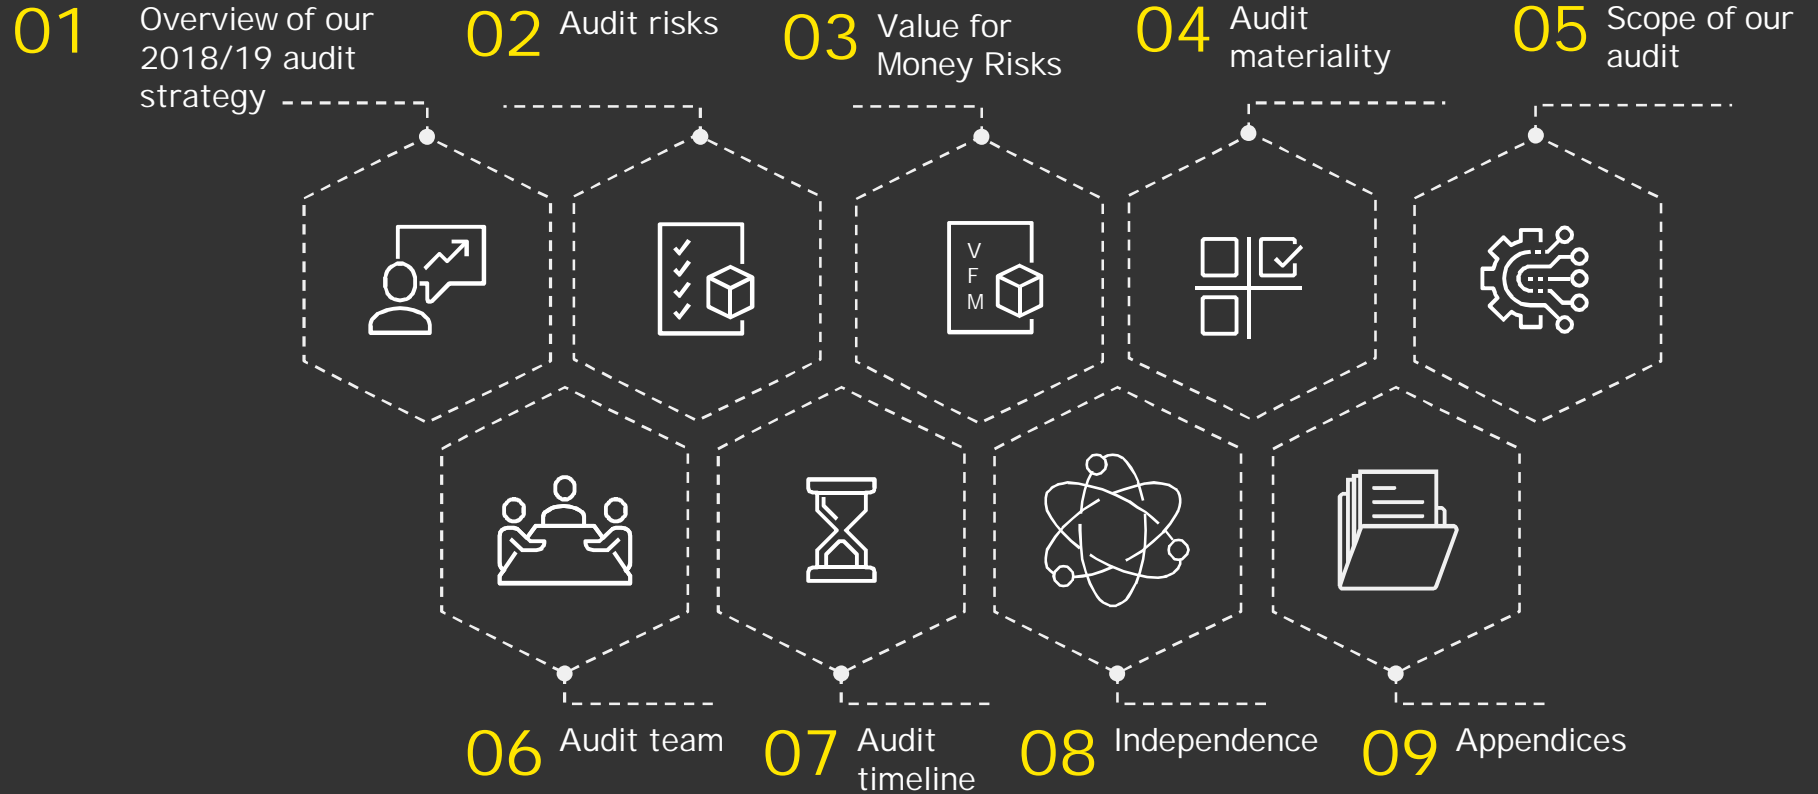 01
Overview of our
2018/19 audit
strategy
02
Audit risks
03
Value for
Money Risks
04
Audit
materiality
05
Scope of our
audit
V
F
M
06
Audit team
07
Audit
timeline
08
Independence
09
Appendices